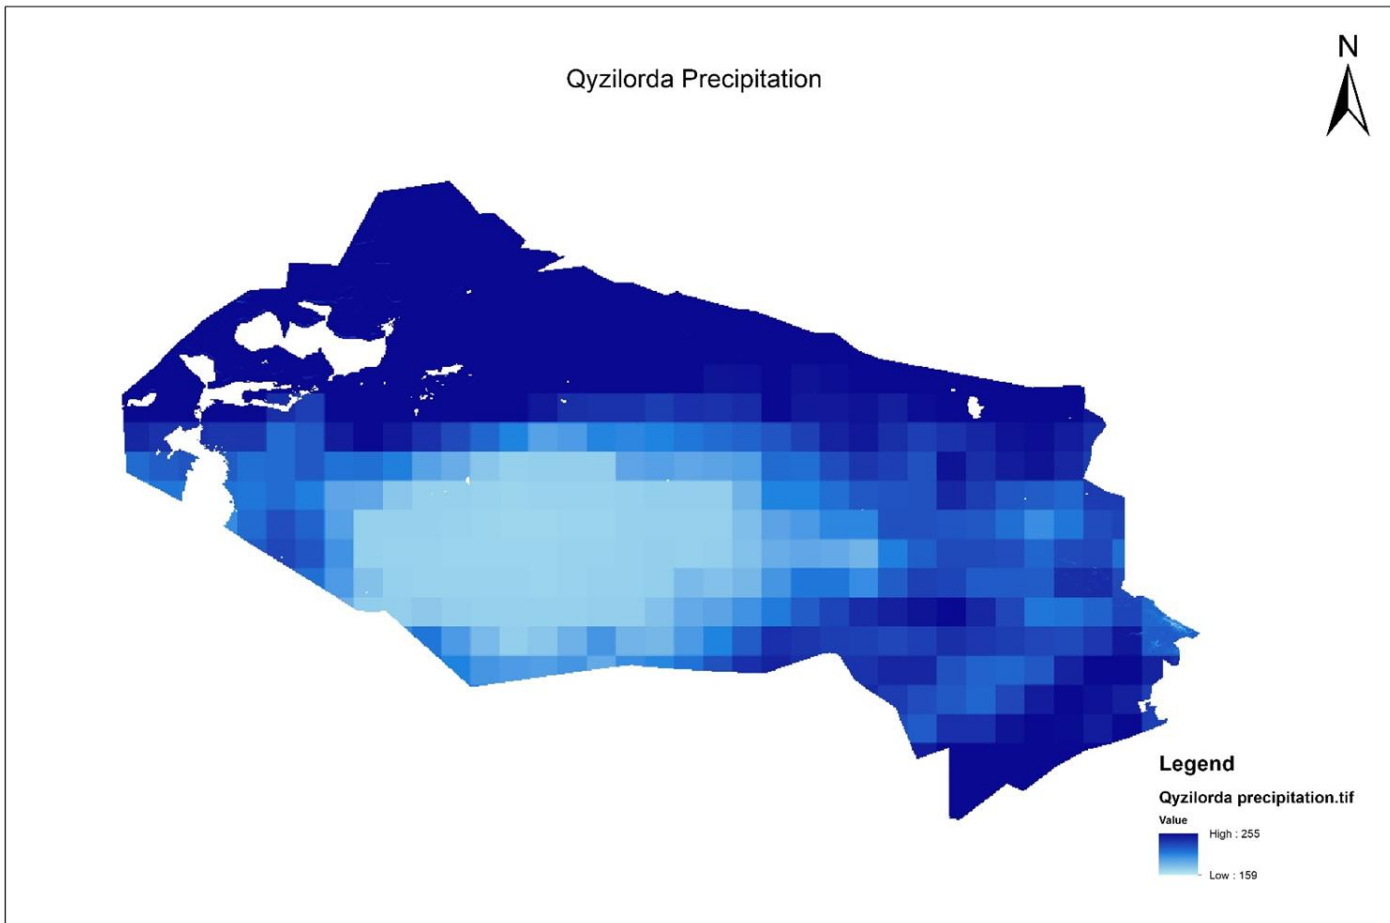 N
Qyzilorda Precipitation
Legend
Qyzilorda precipitation.tif
Value
High : 255
Low : 159